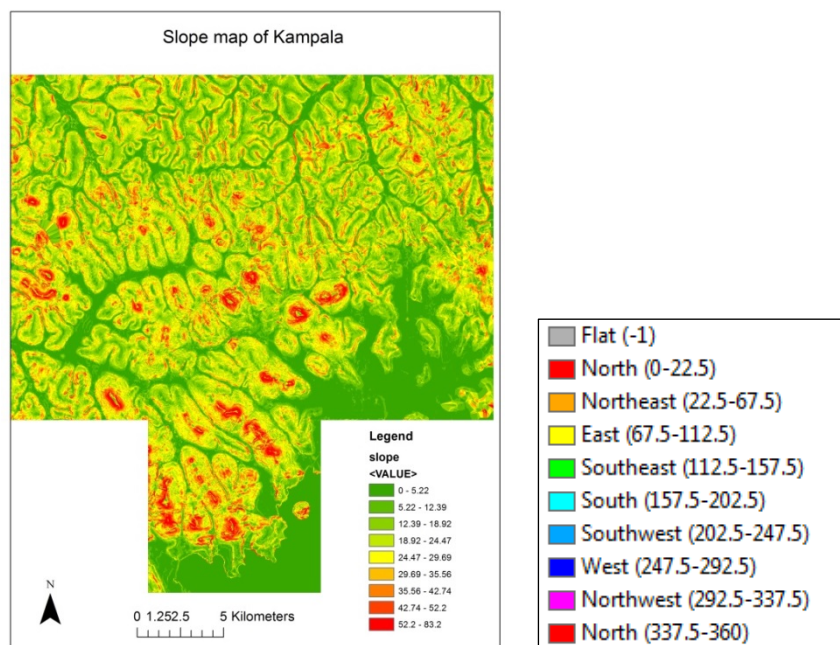 Slope map of Kampala
Legend
slope
<VALUE>
0 - 5.22
5.22 - 12.39
12.39 - 18.92
18.92 - 24.47
24.47 - 29.69
29.69 - 35.56
35.56 - 42.74
42.74 - 52.2
52.2 - 83.2
N
0 1.252.5 5 Kilometers
Flat (-1)
North (0-22.5)
Northeast (22.5-67.5)
East (67.5-112.5)
Southeast (112.5-157.5)
South (157.5-202.5)
Southwest (202.5-247.5)
West (247.5-292.5)
Northwest (292.5-337.5)
North (337.5-360)